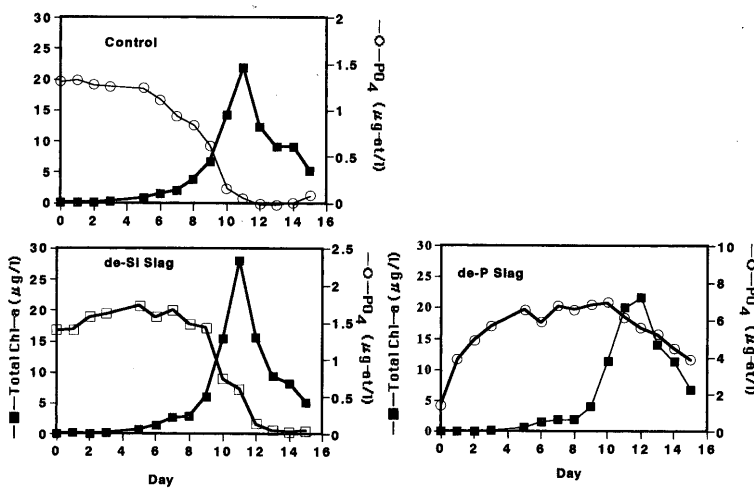 Control
30
25
20
15
10
5
0
2
1.5
1
0.5
0
0 2 4 6 8 10 12 14 16
—○—PO4 (μg-at/l)
de-Si Slag
30
25
20
15
10
5
0
2.5
2
1.5
1
0.5
0
0 2 4 6 8 10 12 14 16
—■—Total Chl-a (μg/l)
—○—PO4 (μg-at/l)
Day
de-P Slag
30
25
20
15
10
5
0
10
8
6
4
2
0
0 2 4 6 8 10 12 14 16
—■—Total Chl-a (μg/l)
—○—PO4 (μg-at/l)
Day